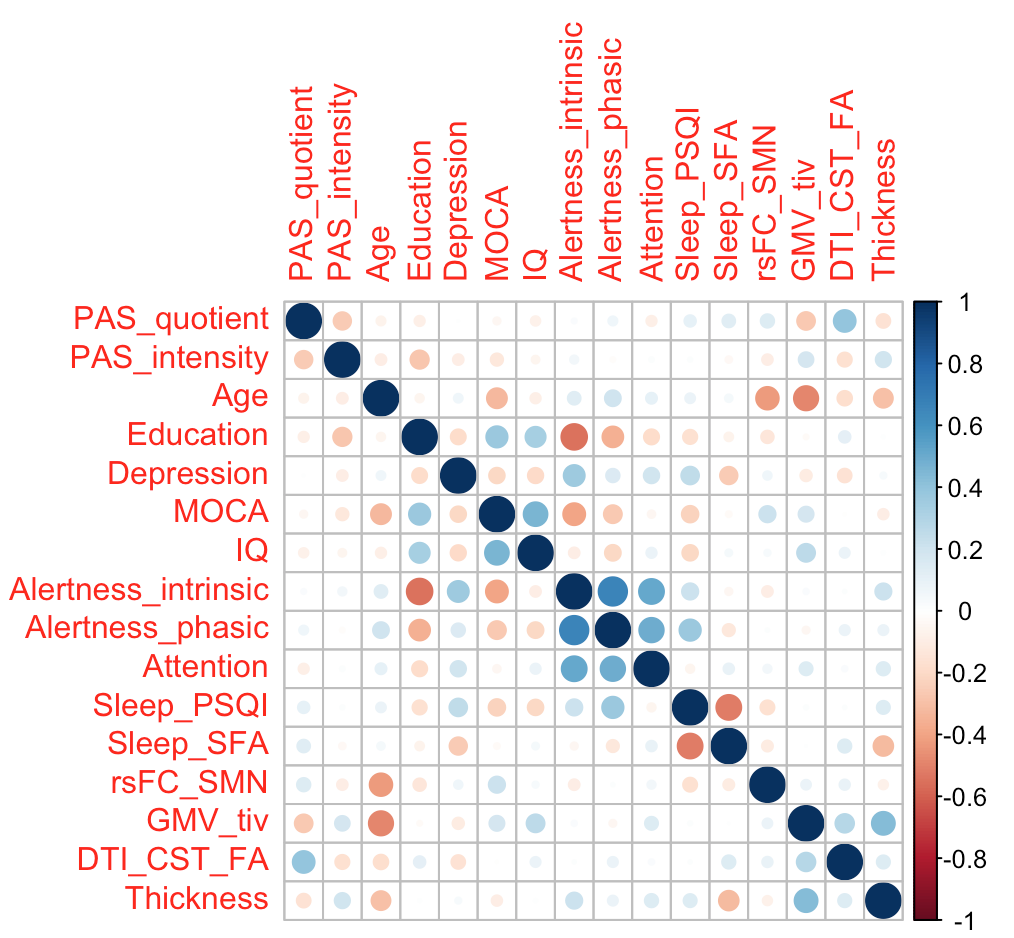 PAS_quotient
PAS_intensity
Age
Education
Depression
MOCA
IQ
Alertness_intrinsic
Alertness_phasic
Attention
Sleep_PSQI
Sleep_SFA
rsFC_SMN
GMV_tiv
DTI_CST_FA
Thickness
PAS_quotient
PAS_intensity
Age
Education
Depression
MOCA
IQ
Alertness_intrinsic
Alertness_phasic
Attention
Sleep_PSQI
Sleep_SFA
rsFC_SMN
GMV_tiv
DTI_CST_FA
Thickness
1
0.8
0.6
0.4
0.2
0
-0.2
-0.4
-0.6
-0.8
-1